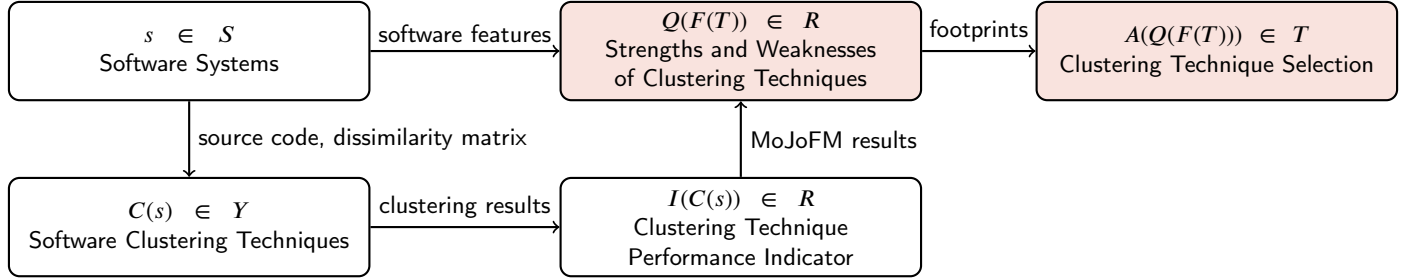 s ∈ S
Software Systems
software features
Q(F(T)) ∈ R
Strengths and Weaknesses
of Clustering Techniques
footprints
A(Q(F(T))) ∈ T
Clustering Technique Selection
source code, dissimilarity matrix
MoJoFM results
C(s) ∈ Y
Software Clustering Techniques
clustering results
I(C(s)) ∈ R
Clustering Technique
Performance Indicator